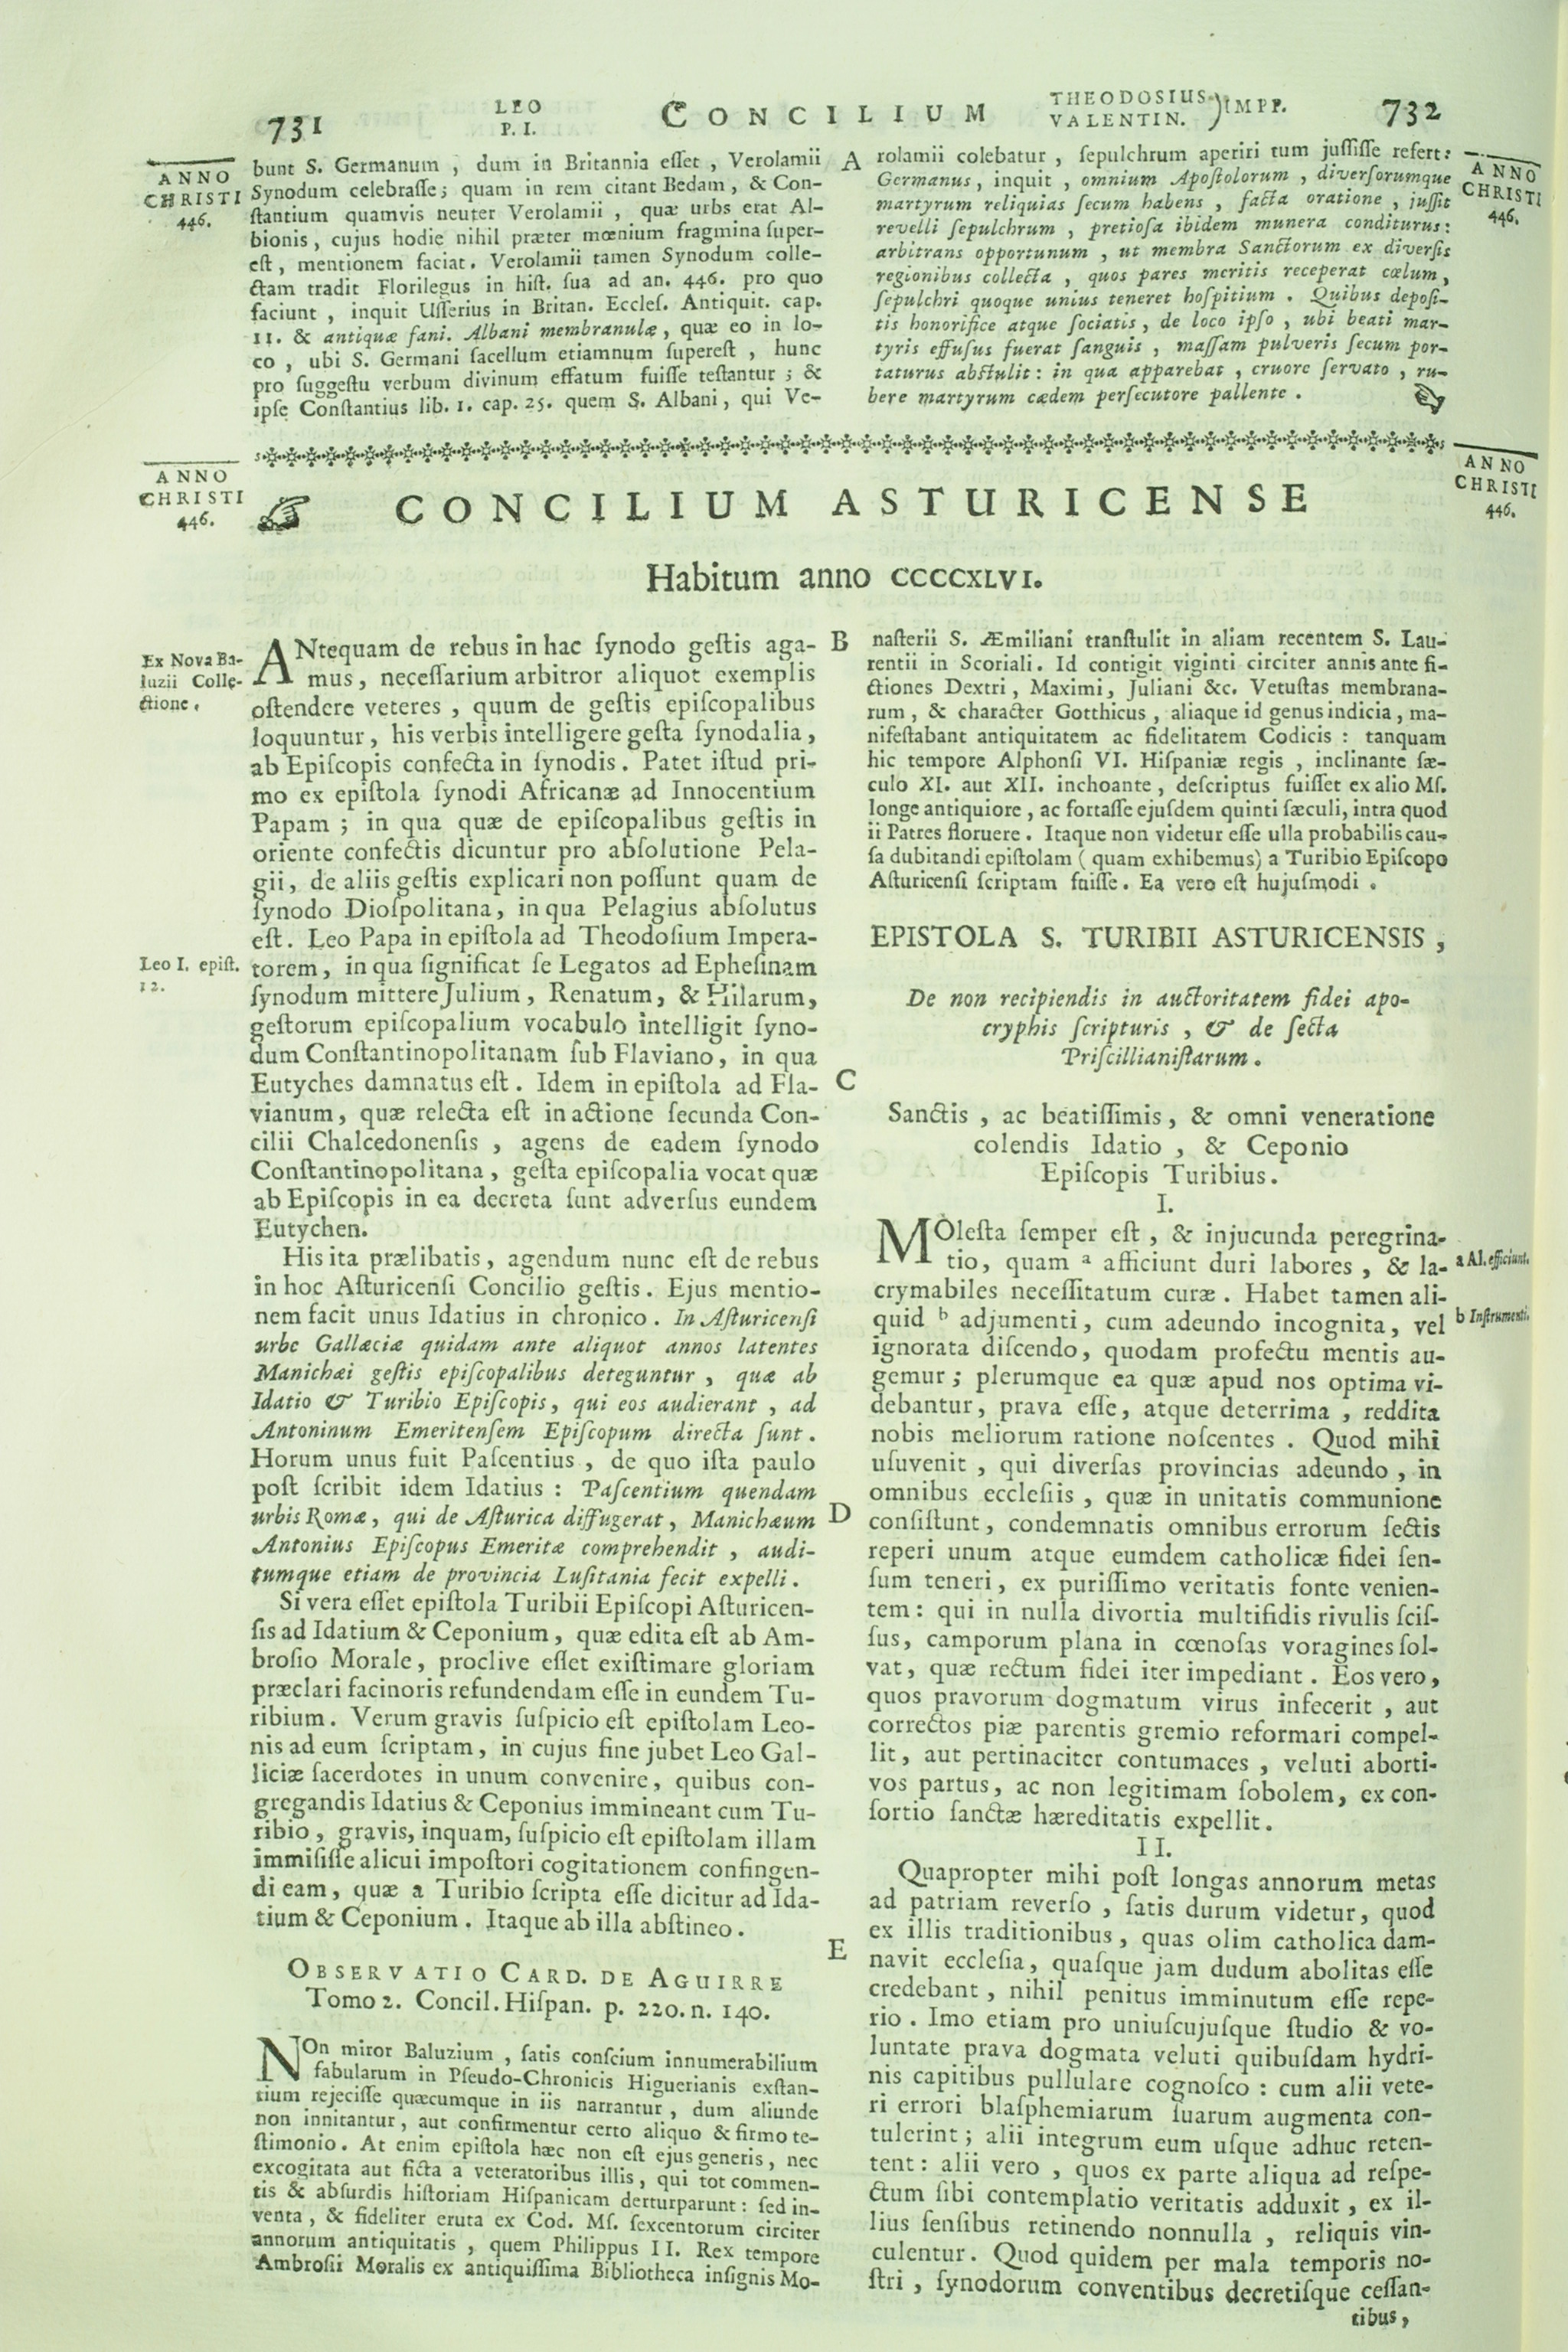 731
LEO
P. I.
CONCILIUM
THEODOSIUS
VALENTIN. ) IMPP.
732
ANNO
CHRISTI
446.
bunt S. Germanum , dum in Britannia eſſet , Verolamii
Synodum celebraſſe; quam in rem citant Bedam, & Con-
ſtantium quamvis neuter Verolamii , quæ urbs erat Al-
bionis, cujus hodie nihil præter mœnium fragmina ſuper-
eſt, mentionem faciat. Verolamii tamen Synodum colle-
ctam tradit Florilegus in hiſt. ſua ad an. 446. pro quo
faciunt, inquit Uſſerius in Britan. Eccleſ. Antiquit. cap.
11. & antiquæ fani. Albani membranulæ, quæ eo in lo-
co , ubi S. Germani ſacellum etiamnum ſupereſt , hunc
pro ſuggeſtu verbum divinum effatum fuiſſe teſtantur ; &
ipſe Conſtantius lib. 1. cap. 25. quem S. Albani, qui Ve-
A
rolamii colebatur , ſepulchrum aperiri tum juſſiſſe refert:
Germanus, inquit , omnium Apoſtolorum , diverſorumque
martyrum reliquias ſecum habens , facta oratione , juſſit
revelli ſepulchrum , pretioſa ibidem munera conditurus:
arbitrans opportunum , ut membra Sanctorum ex diverſis
regionibus collecta , quos pares meritis receperat cœlum,
ſepulchri quoque unius teneret hoſpitium . Quibus depoſi-
tis honorifice atque ſociatis, de loco ipſo , ubi beati mar-
tyris effuſus fuerat ſanguis , maſſam pulveris ſecum por-
taturus abſtulit: in qua apparebat , cruore ſervato , ru-
bere martyrum cædem perſecutore pallente .
ANNO
CHRISTI
446.
ANNO
CHRISTI
446.
CONCILIUM ASTURICENSE
ANNO
CHRISTI
446.
Habitum anno CCCCXLVI.
Ex Nova Ba-
luzii Colle-
ctione.
ANtequam de rebus in hac ſynodo geſtis aga-
mus, neceſſarium arbitror aliquot exemplis
oſtendere veteres , quum de geſtis epiſcopalibus
loquuntur, his verbis intelligere geſta ſynodalia,
ab Epiſcopis confecta in ſynodis. Patet iſtud pri-
mo ex epiſtola ſynodi Africanæ ad Innocentium
Papam ; in qua quæ de epiſcopalibus geſtis in
oriente confectis dicuntur pro abſolutione Pela-
gii, de aliis geſtis explicari non poſſunt quam de
ſynodo Dioſpolitana, in qua Pelagius abſolutus
eſt. Leo Papa in epiſtola ad Theodoſium Impera-
Leo I. epiſt.
12.
torem, in qua ſignificat ſe Legatos ad Epheſinam
ſynodum mittere Julium, Renatum, & Hilarum,
geſtorum epiſcopalium vocabulo intelligit ſyno-
dum Conſtantinopolitanam ſub Flaviano, in qua
Eutyches damnatus eſt. Idem in epiſtola ad Fla-
vianum, quæ relecta eſt in actione ſecunda Con-
cilii Chalcedonenſis , agens de eadem ſynodo
Conſtantinopolitana, geſta epiſcopalia vocat quæ
ab Epiſcopis in ea decreta ſunt adverſus eundem
Eutychen.
His ita prælibatis, agendum nunc eſt de rebus
in hoc Aſturicenſi Concilio geſtis. Ejus mentio-
nem facit unus Idatius in chronico. In Aſturicenſi
urbe Gallæciæ quidam ante aliquot annos latentes
Manichæi geſtis epiſcopalibus deteguntur , quæ ab
Idatio & Turibio Epiſcopis, qui eos audierant , ad
Antoninum Emeritenſem Epiſcopum directa ſunt.
Horum unus fuit Paſcentius , de quo iſta paulo
poſt ſcribit idem Idatius : Paſcentium quendam
urbis Romæ, qui de Aſturica diffugerat, Manichæum
Antonius Epiſcopus Emeritæ comprehendit , audi-
tumque etiam de provincia Luſitania fecit expelli.
Si vera eſſet epiſtola Turibii Epiſcopi Aſturicen-
ſis ad Idatium & Ceponium, quæ edita eſt ab Am-
broſio Morale, proclive eſſet exiſtimare gloriam
præclari facinoris refundendam eſſe in eundem Tu-
ribium. Verum gravis ſuſpicio eſt epiſtolam Leo-
nis ad eum ſcriptam, in cujus fine jubet Leo Gal-
liciæ ſacerdotes in unum convenire, quibus con-
gregandis Idatius & Ceponius immineant cum Tu-
ribio, gravis, inquam, ſuſpicio eſt epiſtolam illam
immiſiſſe alicui impoſtori cogitationem confingen-
di eam, quæ a Turibio ſcripta eſſe dicitur ad Ida-
tium & Ceponium. Itaque ab illa abſtineo.
OBSERVATIO CARD. DE AGUIRRE
Tomo 2. Concil. Hiſpan. p. 220. n. 140.
NOn miror Baluzium , ſatis conſcium innumerabilium
fabularum in Pſeudo-Chronicis Higuerianis exſtan-
tium rejeciſſe quæcumque in iis narrantur , dum aliunde
non innitantur, aut confirmentur certo aliquo & firmo te-
ſtimonio. At enim epiſtola hæc non eſt ejus generis, nec
excogitata aut ficta a veteratoribus illis, qui tot commen-
tis & abſurdis hiſtoriam Hiſpanicam derturparunt: ſed in-
venta, & fideliter eruta ex Cod. Mſ. ſexcentorum circiter
annorum antiquitatis , quem Philippus II. Rex tempore
Ambroſii Moralis ex antiquiſſima Bibliotheca inſignis Mo-
B
naſterii S. Æmiliani tranſtulit in aliam recentem S. Lau-
rentii in Scoriali. Id contigit viginti circiter annis ante fi-
ctiones Dextri, Maximi, Juliani &c. Vetuſtas membrana-
rum, & character Gotthicus, aliaque id genus indicia, ma-
nifeſtabant antiquitatem ac fidelitatem Codicis : tanquam
hic tempore Alphonſi VI. Hiſpaniæ regis , inclinante ſæ-
culo XI. aut XII. inchoante, deſcriptus fuiſſet ex alio Mſ.
longe antiquiore, ac fortaſſe ejuſdem quinti ſæculi, intra quod
ii Patres floruere. Itaque non videtur eſſe ulla probabilis cau-
ſa dubitandi epiſtolam (quam exhibemus) a Turibio Epiſcopo
Aſturicenſi ſcriptam fuiſſe. Ea vero eſt hujuſmodi .
EPISTOLA S. TURIBII ASTURICENSIS,
De non recipiendis in auctoritatem fidei apo-
cryphis ſcripturis , & de ſecta
Priſcillianiſtarum.
C
Sanctis , ac beatiſſimis, & omni veneratione
colendis Idatio , & Ceponio
Epiſcopis Turibius.
I.
MOleſta ſemper eſt , & injucunda peregrina-
tio, quam a afficiunt duri labores , & la-
a Al. efficiunt.
crymabiles neceſſitatum curæ . Habet tamen ali-
quid b adjumenti, cum adeundo incognita, vel
b Inſtrumenti.
ignorata diſcendo, quodam profectu mentis au-
gemur; plerumque ea quæ apud nos optima vi-
debantur, prava eſſe, atque deterrima , reddita
nobis meliorum ratione noſcentes . Quod mihi
uſuvenit , qui diverſas provincias adeundo , in
omnibus eccleſiis , quæ in unitatis communione
D
conſiſtunt, condemnatis omnibus errorum ſectis
reperi unum atque eumdem catholicæ fidei ſen-
ſum teneri, ex puriſſimo veritatis fonte venien-
tem: qui in nulla divortia multifidis rivulis ſciſ-
ſus, camporum plana in cœnoſas voragines ſol-
vat, quæ rectum fidei iter impediant. Eos vero,
quos pravorum dogmatum virus infecerit , aut
correctos piæ parentis gremio reformari compel-
lit, aut pertinaciter contumaces , veluti aborti-
vos partus, ac non legitimam ſobolem, ex con-
ſortio ſanctæ hæreditatis expellit.
II.
Quapropter mihi poſt longas annorum metas
ad patriam reverſo , ſatis durum videtur, quod
ex illis traditionibus, quas olim catholica dam-
E
navit eccleſia, quaſque jam dudum abolitas eſſe
credebant, nihil penitus imminutum eſſe repe-
rio . Imo etiam pro uniuſcujuſque ſtudio & vo-
luntate prava dogmata veluti quibuſdam hydri-
nis capitibus pullulare cognoſco : cum alii vete-
ri errori blaſphemiarum ſuarum augmenta con-
tulerint; alii integrum eum uſque adhuc reten-
tent: alii vero , quos ex parte aliqua ad reſpe-
ctum ſibi contemplatio veritatis adduxit, ex il-
lius ſenſibus retinendo nonnulla , reliquis vin-
culentur. Quod quidem per mala temporis no-
ſtri , ſynodorum conventibus decretiſque ceſſan-
tibus,